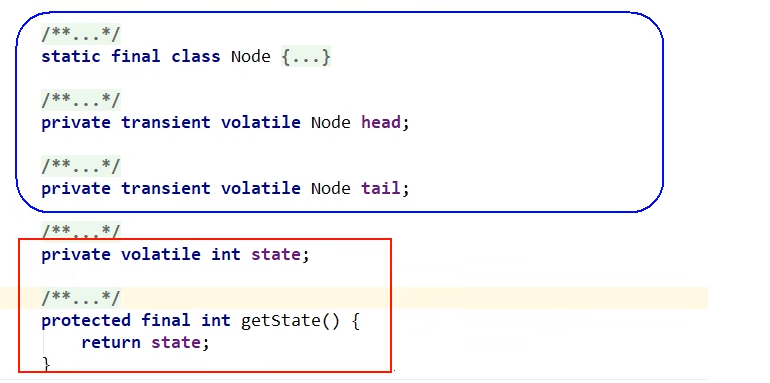 /**...*/
static final class Node {...}
/**...*/
private transient volatile Node head;
/**...*/
private transient volatile Node tail;
/**...*/
private volatile int state;
/**...*/
protected final int getState() {
return state;
}